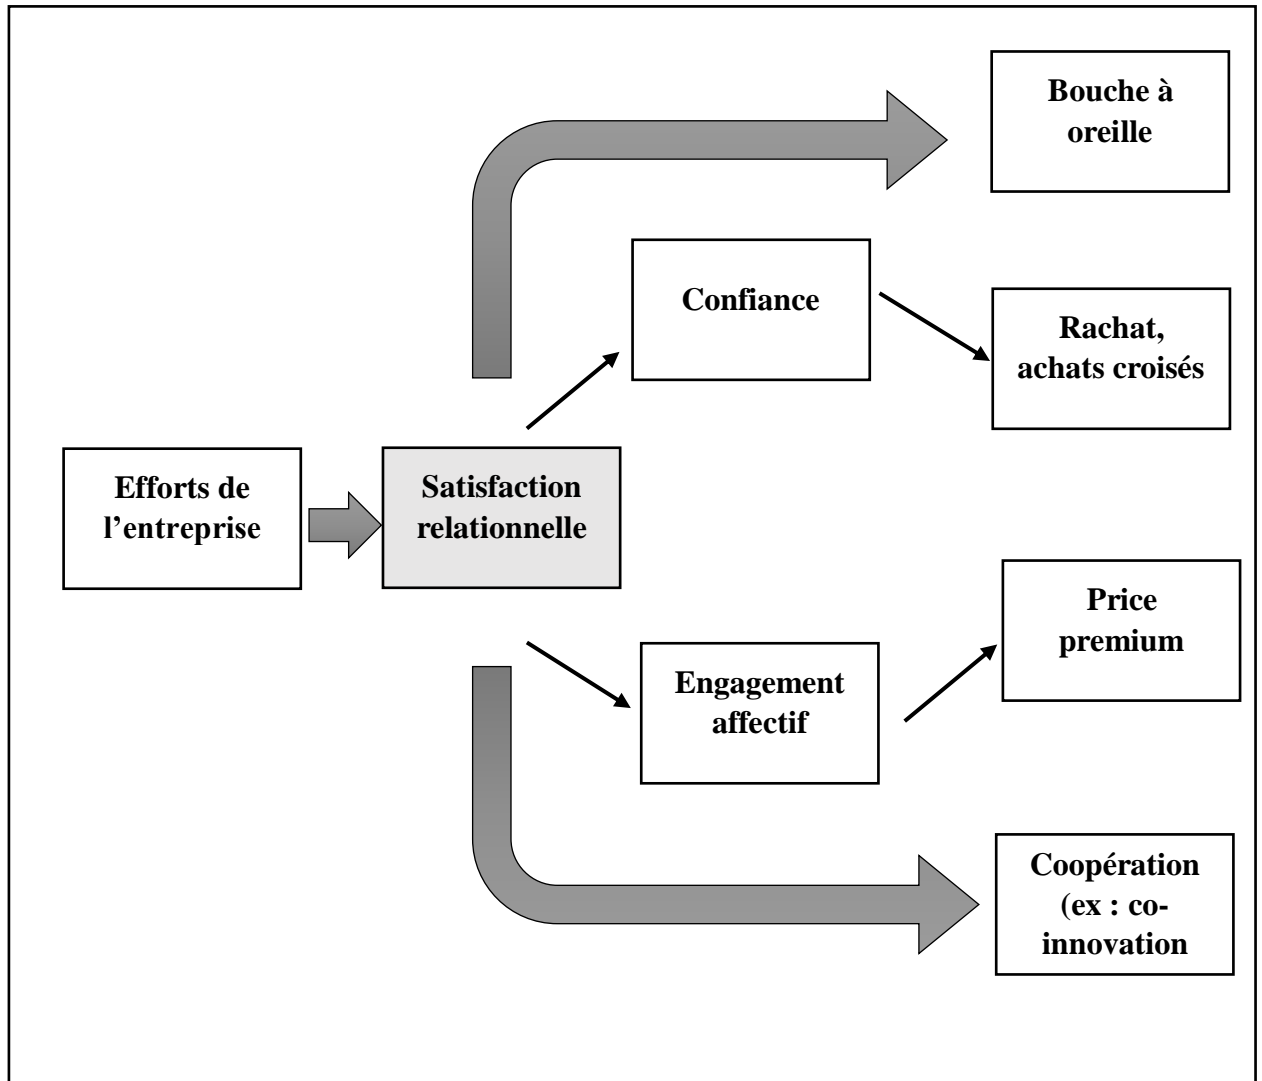 Bouche à
oreille
Confiance
Rachat,
achats croisés
Efforts de
l’entreprise
Satisfaction
relationnelle
Price
premium
Engagement
affectif
Coopération
(ex : co-
innovation